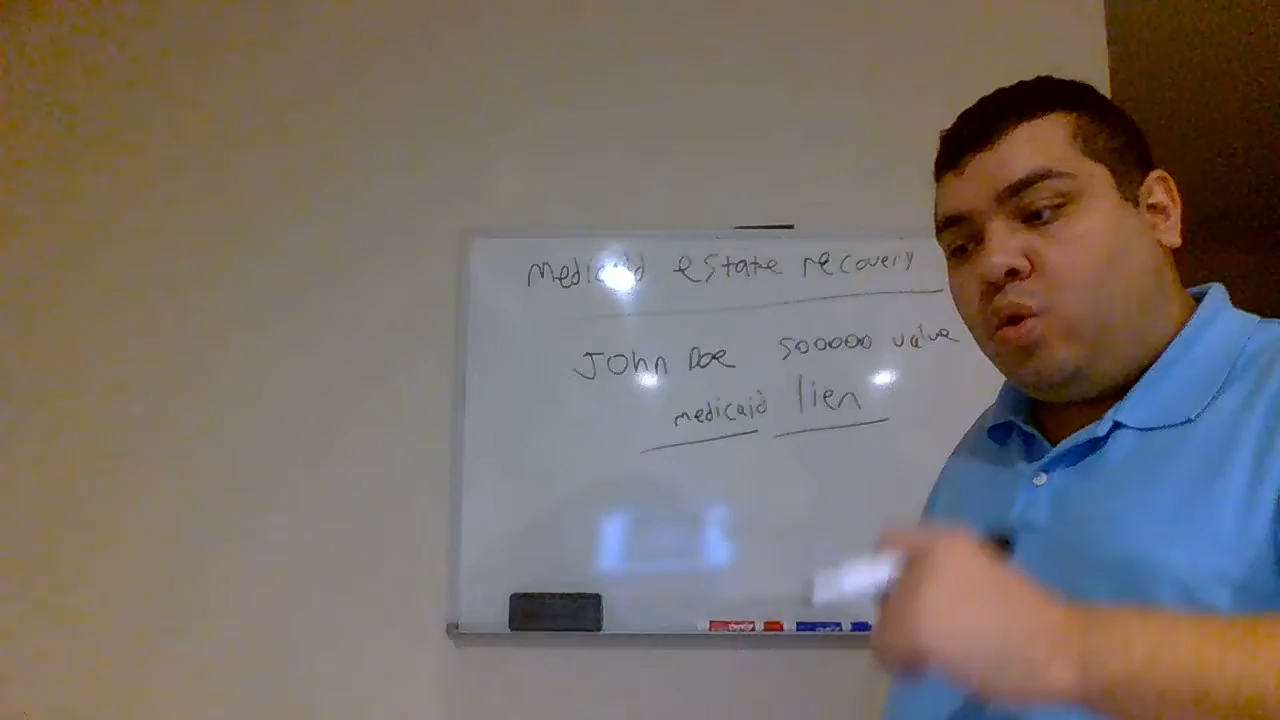 Medicaid estate recovery
John Doe 500000 value
medicaid lien